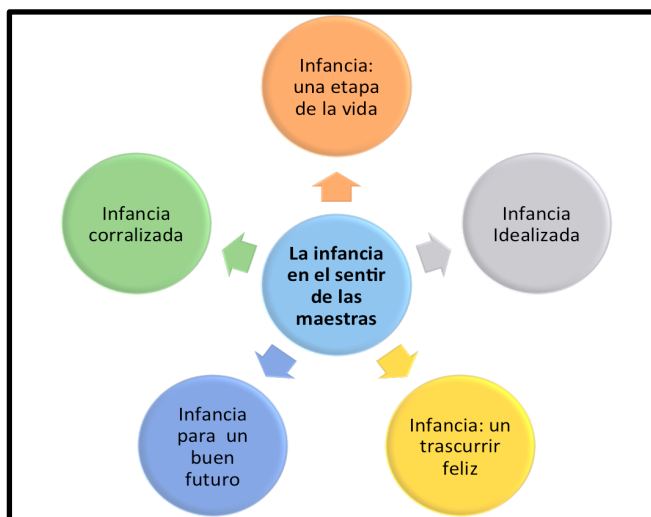 Infancia:
una etapa
de la vida
Infancia
corralizada
Infancia
Idealizada
La infancia
en el sentir
de las
maestras
Infancia
para un
buen
futuro
Infancia: un
trascurrir
feliz